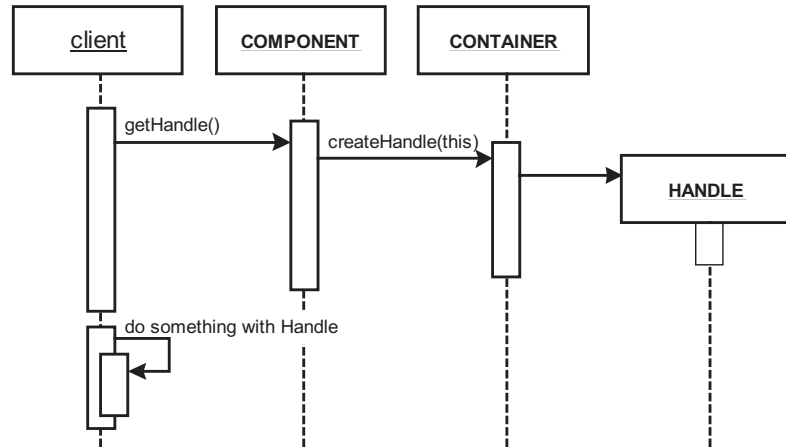 client
COMPONENT
CONTAINER
getHandle()
createHandle(this)
HANDLE
do something with Handle